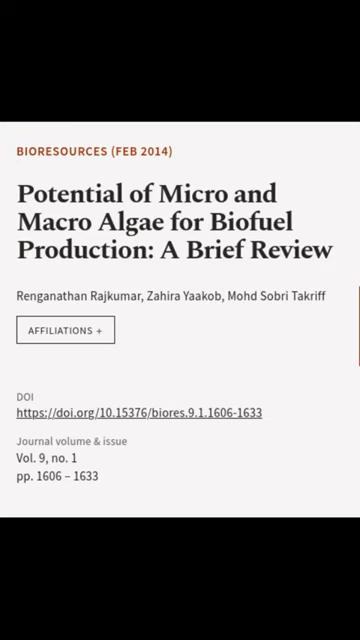 BIORESOURCES (FEB 2014)
Potential of Micro and
Macro Algae for Biofuel
Production: A Brief Review
Renganathan Rajkumar, Zahira Yaakob, Mohd Sobri Takriff
AFFILIATIONS +
DOI
https://doi.org/10.15376/biores.9.1.1606-1633
Journal volume & issue
Vol. 9, no. 1
pp. 1606 – 1633